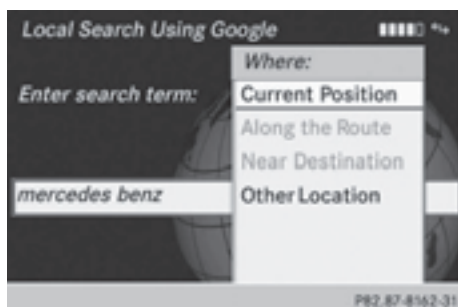 Local Search Using Google
Where:
Enter search term:
Current Position
Along the Route
Near Destination
mercedes benz
Other Location
P82.87-8162-31